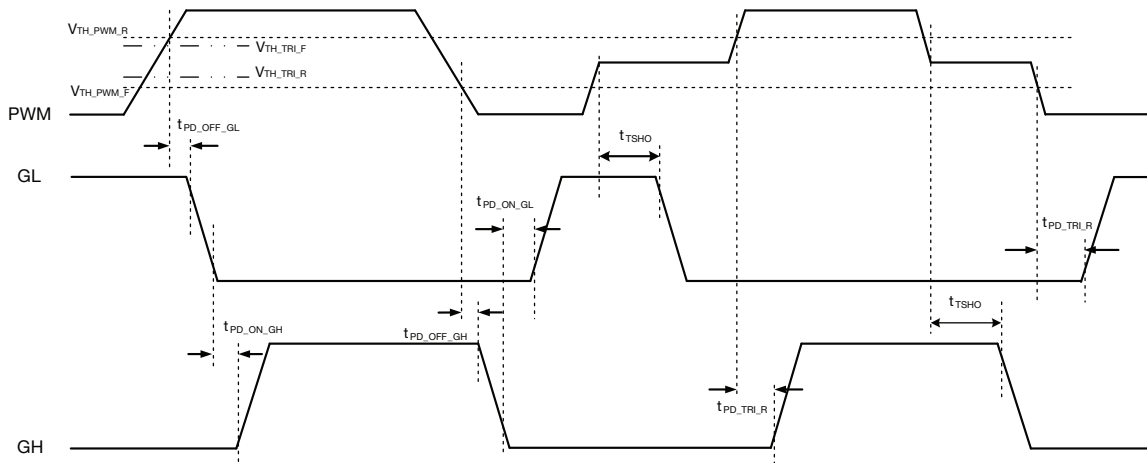 VTH_PWM_R
VTH_TRI_F
VTH_TRI_R
VTH_PWM_F
PWM
tPD_OFF_GL
tTSHO
GL
tPD_ON_GL
tPD_TRI_R
tTSHO
tPD_ON_GH
tPD_OFF_GH
tPD_TRI_R
GH